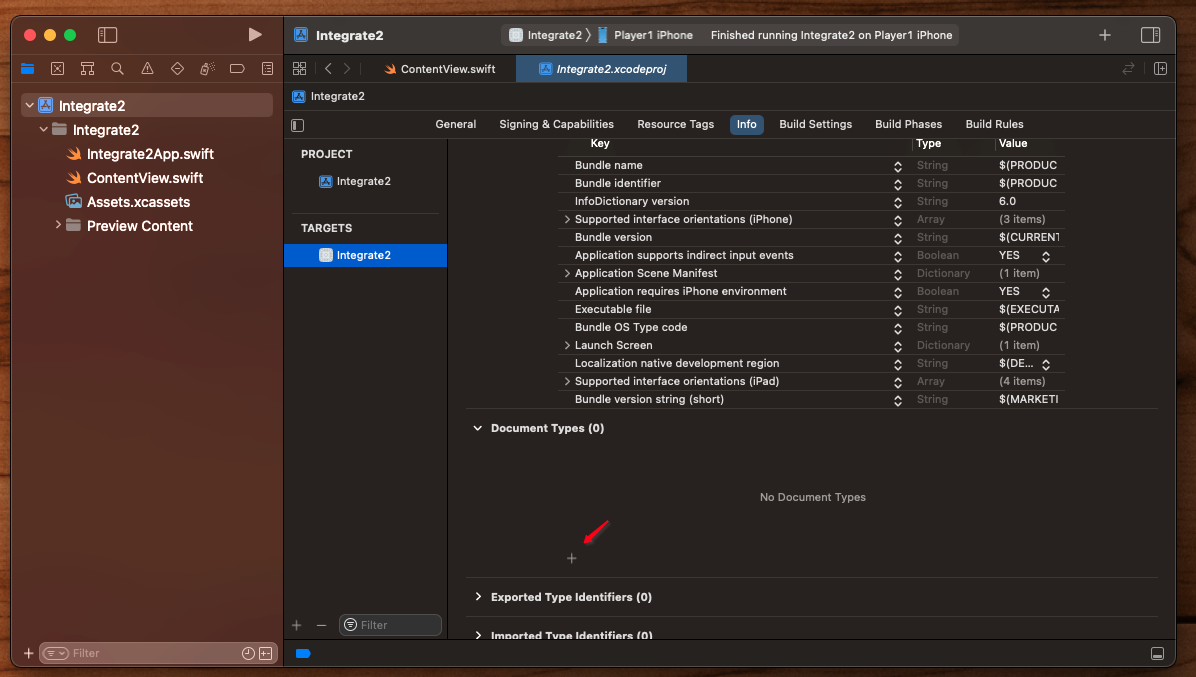 Integrate2
Integrate2 Player1 iPhone Finished running Integrate2 on Player1 iPhone
ContentView.swift
Integrate2.xcodeproj
Integrate2
Integrate2
Integrate2App.swift
ContentView.swift
Assets.xcassets
Preview Content
Filter
Integrate2
General Signing & Capabilities Resource Tags Info Build Settings Build Phases Build Rules
PROJECT
Integrate2
TARGETS
Integrate2
Filter
Key Type Value
Bundle name String $(PRODUC
Bundle identifier String $(PRODUC
InfoDictionary version String 6.0
Supported interface orientations (iPhone) Array (3 items)
Bundle version String $(CURRENT
Application supports indirect input events Boolean YES
Application Scene Manifest Dictionary (1 item)
Application requires iPhone environment Boolean YES
Executable file String $(EXECUTA
Bundle OS Type code String $(PRODUC
Launch Screen Dictionary (1 item)
Localization native development region String $(DE...
Supported interface orientations (iPad) Array (4 items)
Bundle version string (short) String $(MARKETI
Document Types (0)
No Document Types
Exported Type Identifiers (0)
Imported Type Identifiers (0)